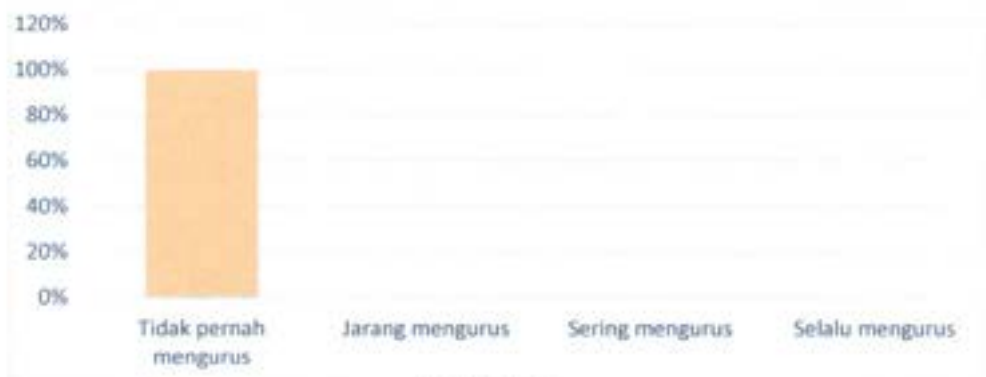 120%
100%
80%
60%
40%
20%
0%
Tidak pernah
mengurus
Jarang mengurus
Sering mengurus
Selalu mengurus